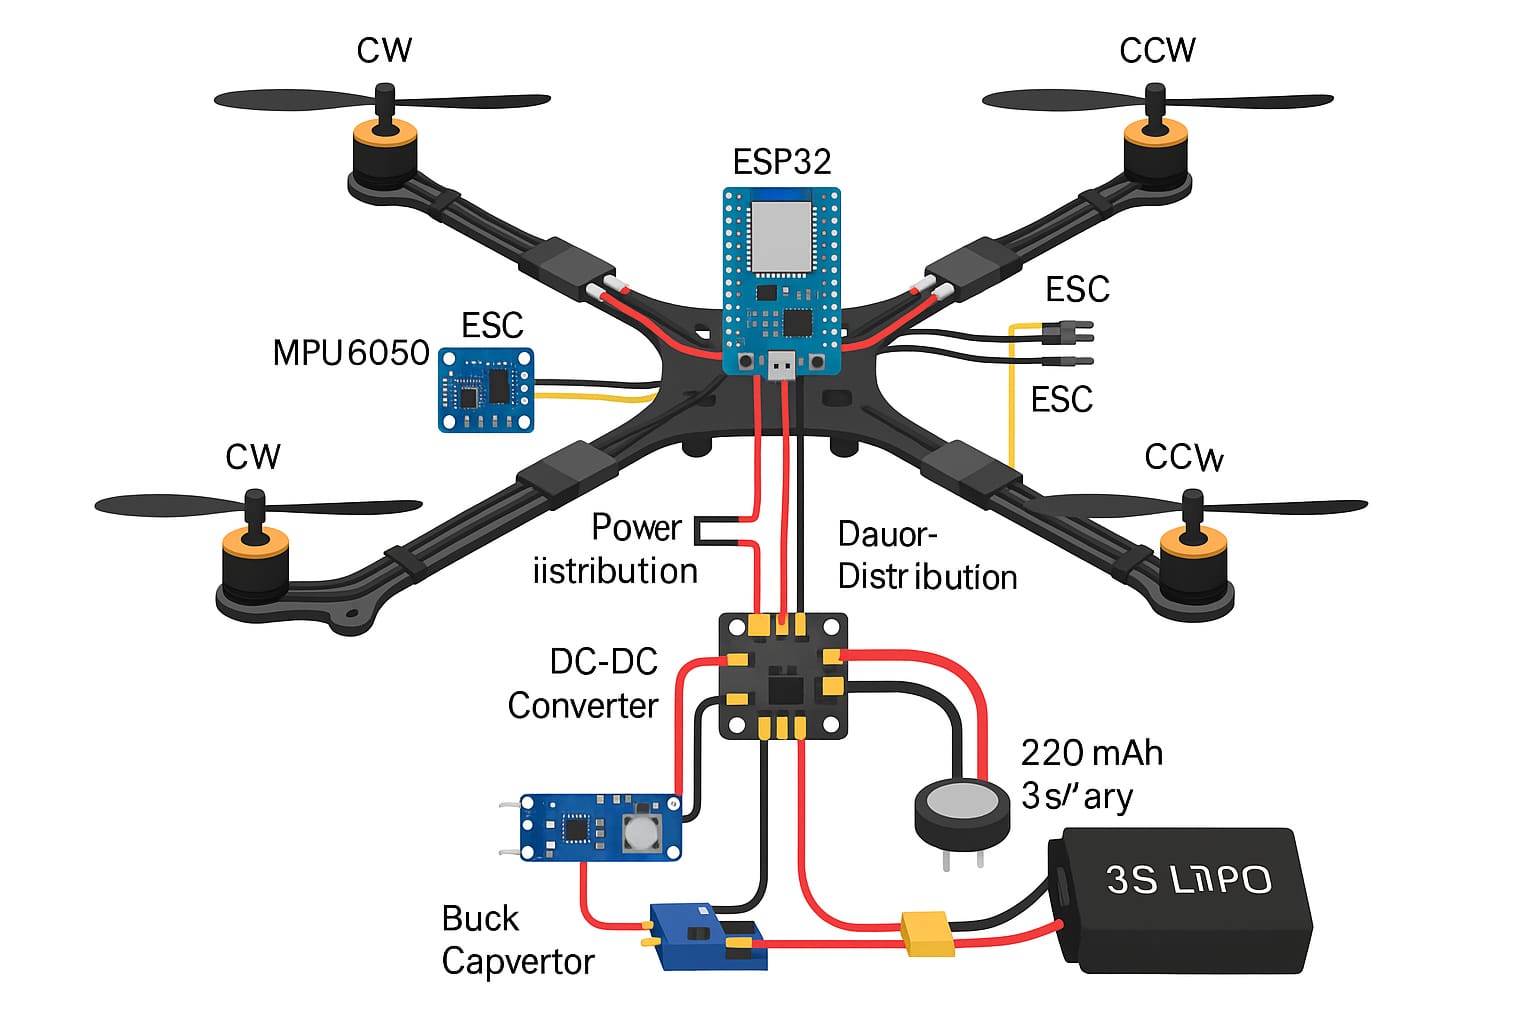 CW
CCW
ESP32
ESC
MPU6050
ESC
ESC
CW
CCW
Power
iistribution
Dauor-
Distribution
DC-DC
Converter
220 mAh
3s/'ary
3S LiIPO
Buck
Capvertor